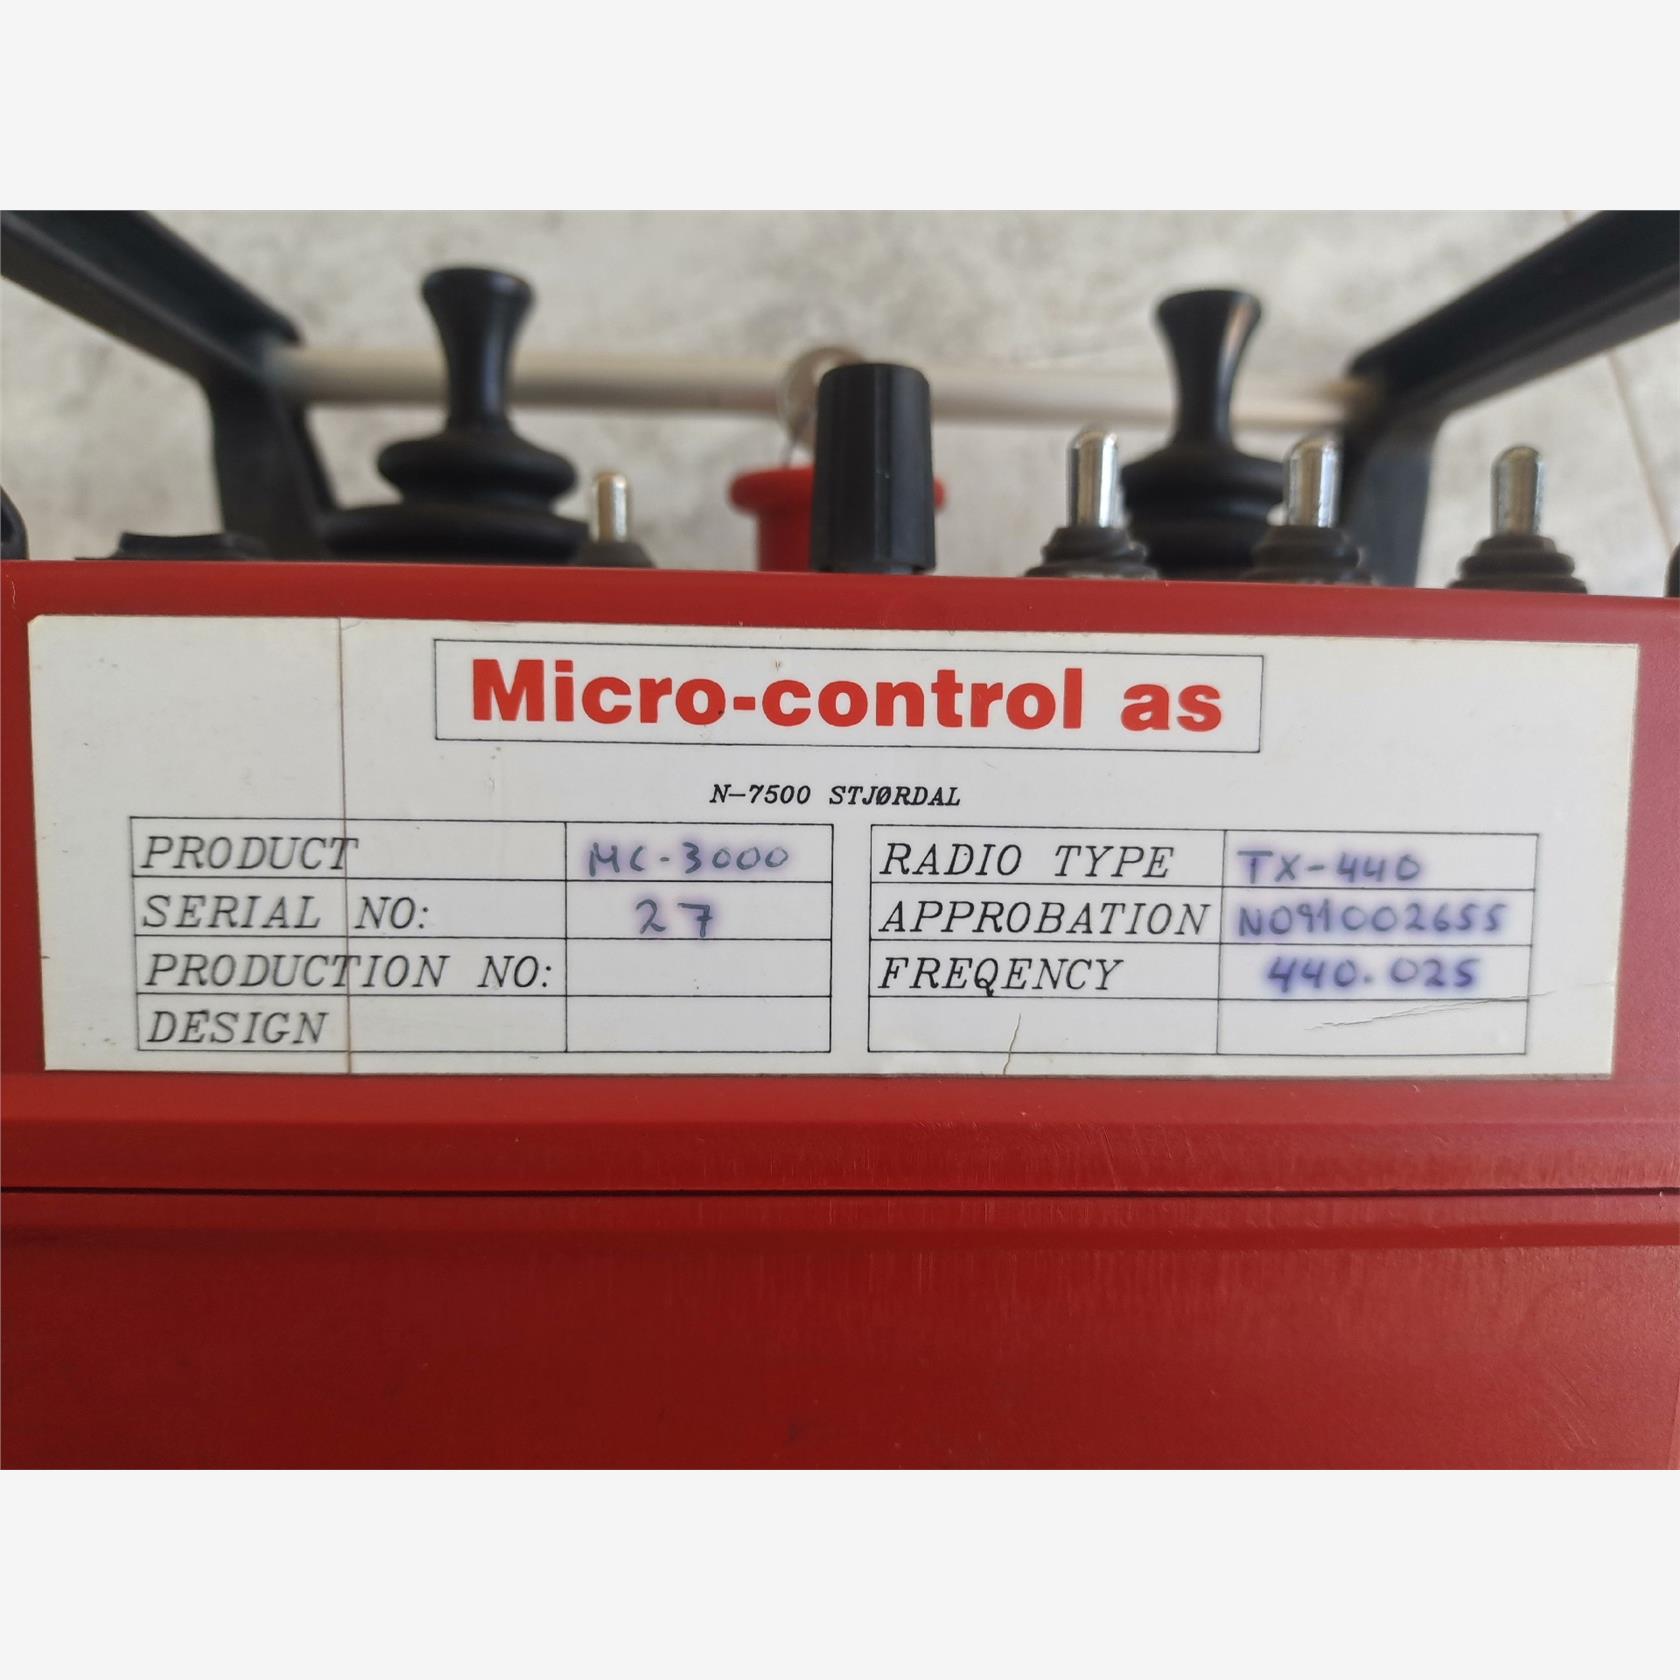 Micro-control as
N-7500 STJØRDAL
PRODUCT MC-3000
SERIAL NO: 27
PRODUCTION NO:
DESIGN
RADIO TYPE TX-440
APPROBATION NO91002655
FREQENCY 440.025